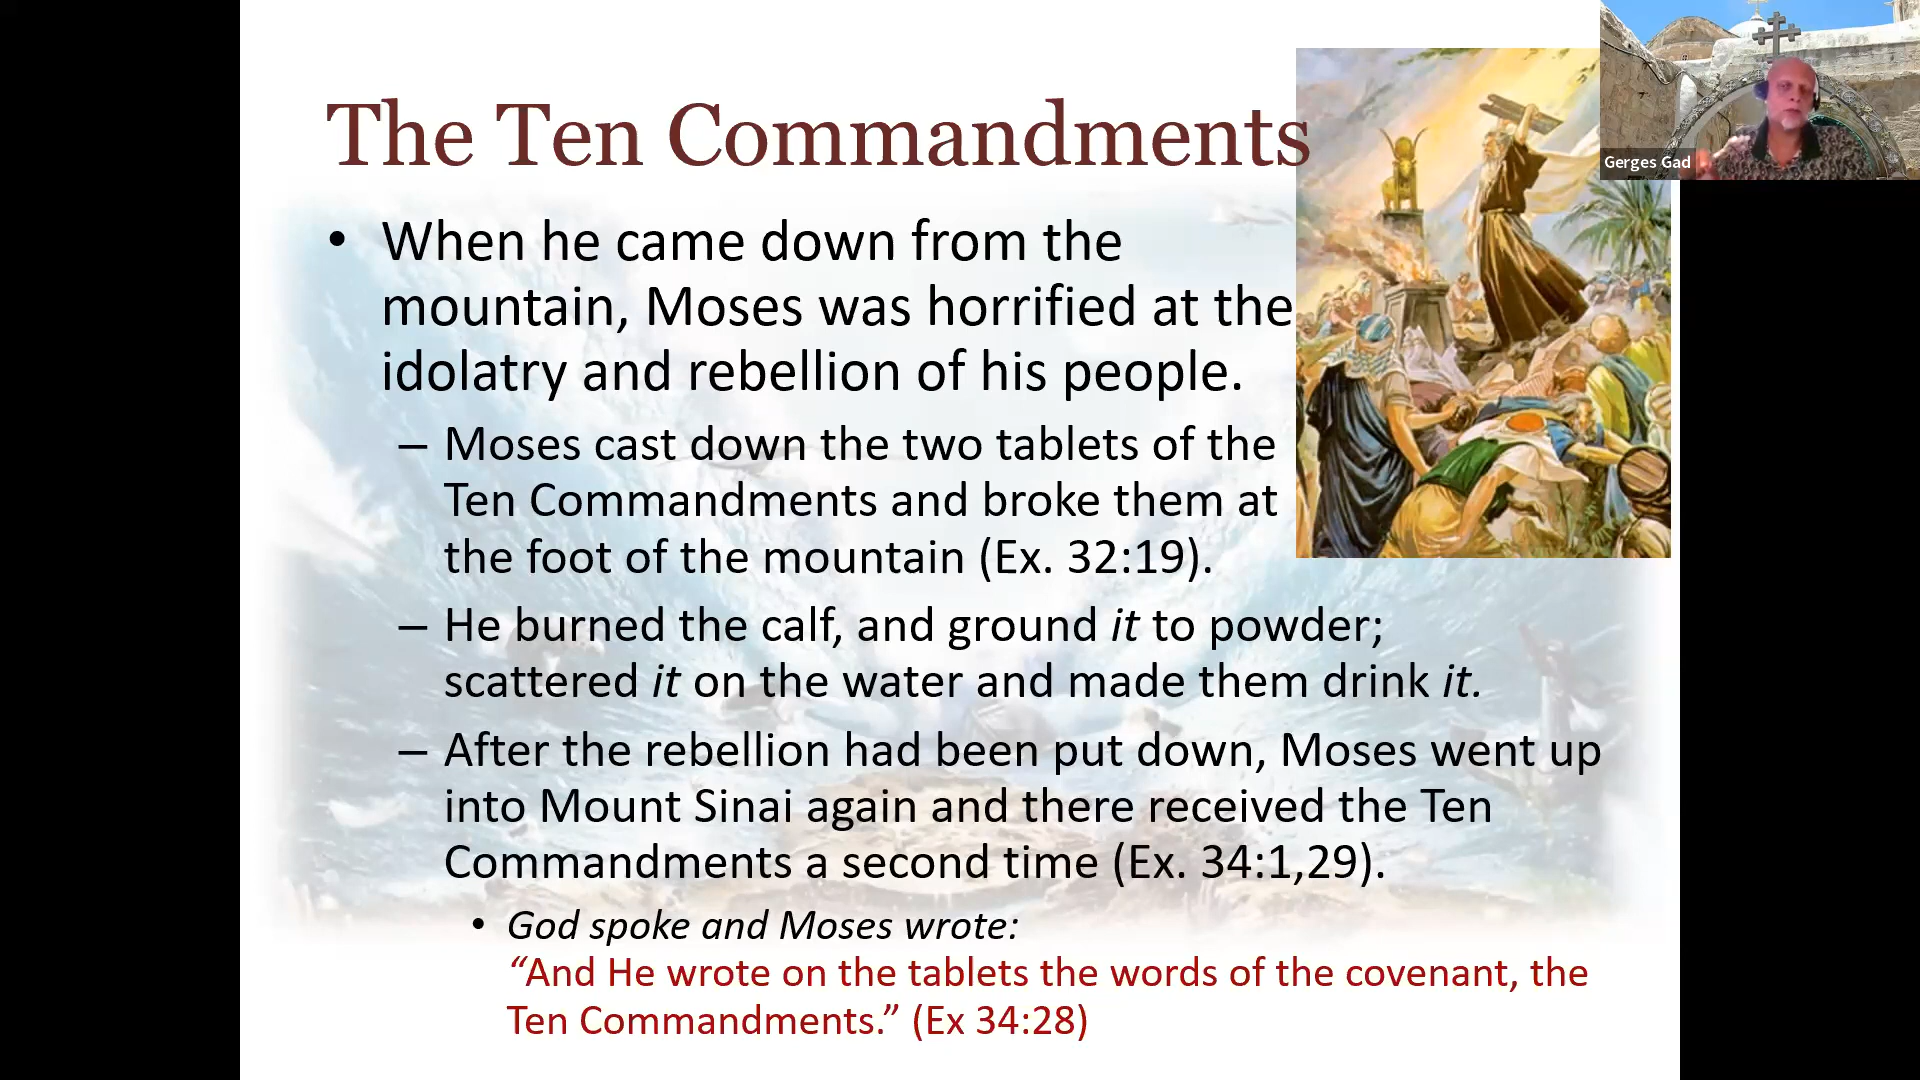 The Ten Commandments
Gerges Gad
• When he came down from the
mountain, Moses was horrified at the
idolatry and rebellion of his people.
– Moses cast down the two tablets of the
Ten Commandments and broke them at
the foot of the mountain (Ex. 32:19).
– He burned the calf, and ground it to powder;
scattered it on the water and made them drink it.
– After the rebellion had been put down, Moses went up
into Mount Sinai again and there received the Ten
Commandments a second time (Ex. 34:1,29).
• God spoke and Moses wrote:
“And He wrote on the tablets the words of the covenant, the
Ten Commandments.” (Ex 34:28)